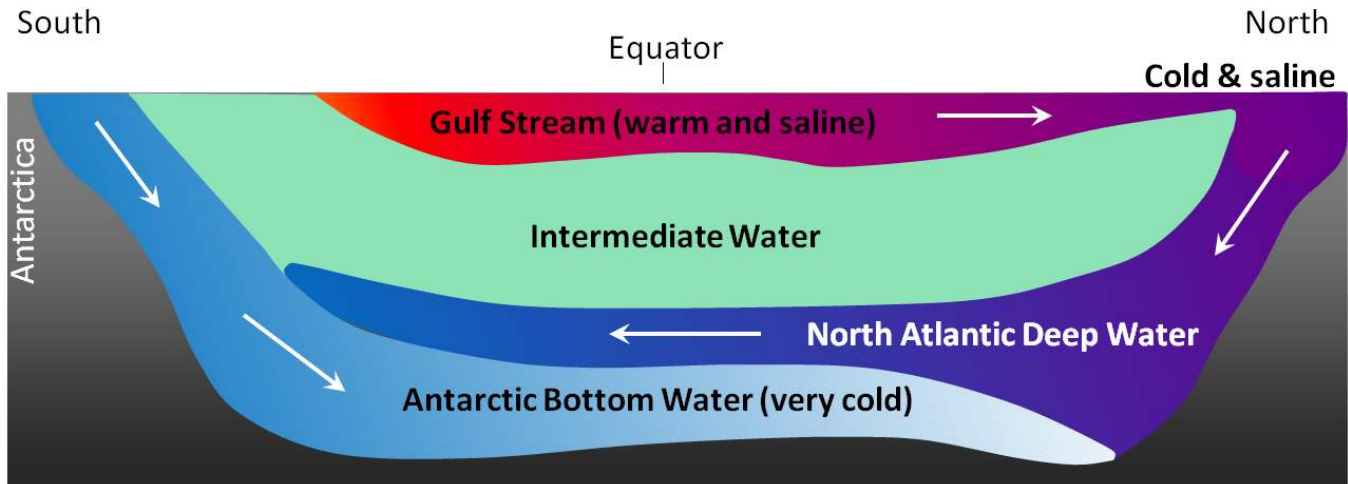 South
North
Equator
Cold & saline
Gulf Stream (warm and saline)
Antarctica
Intermediate Water
North Atlantic Deep Water
Antarctic Bottom Water (very cold)